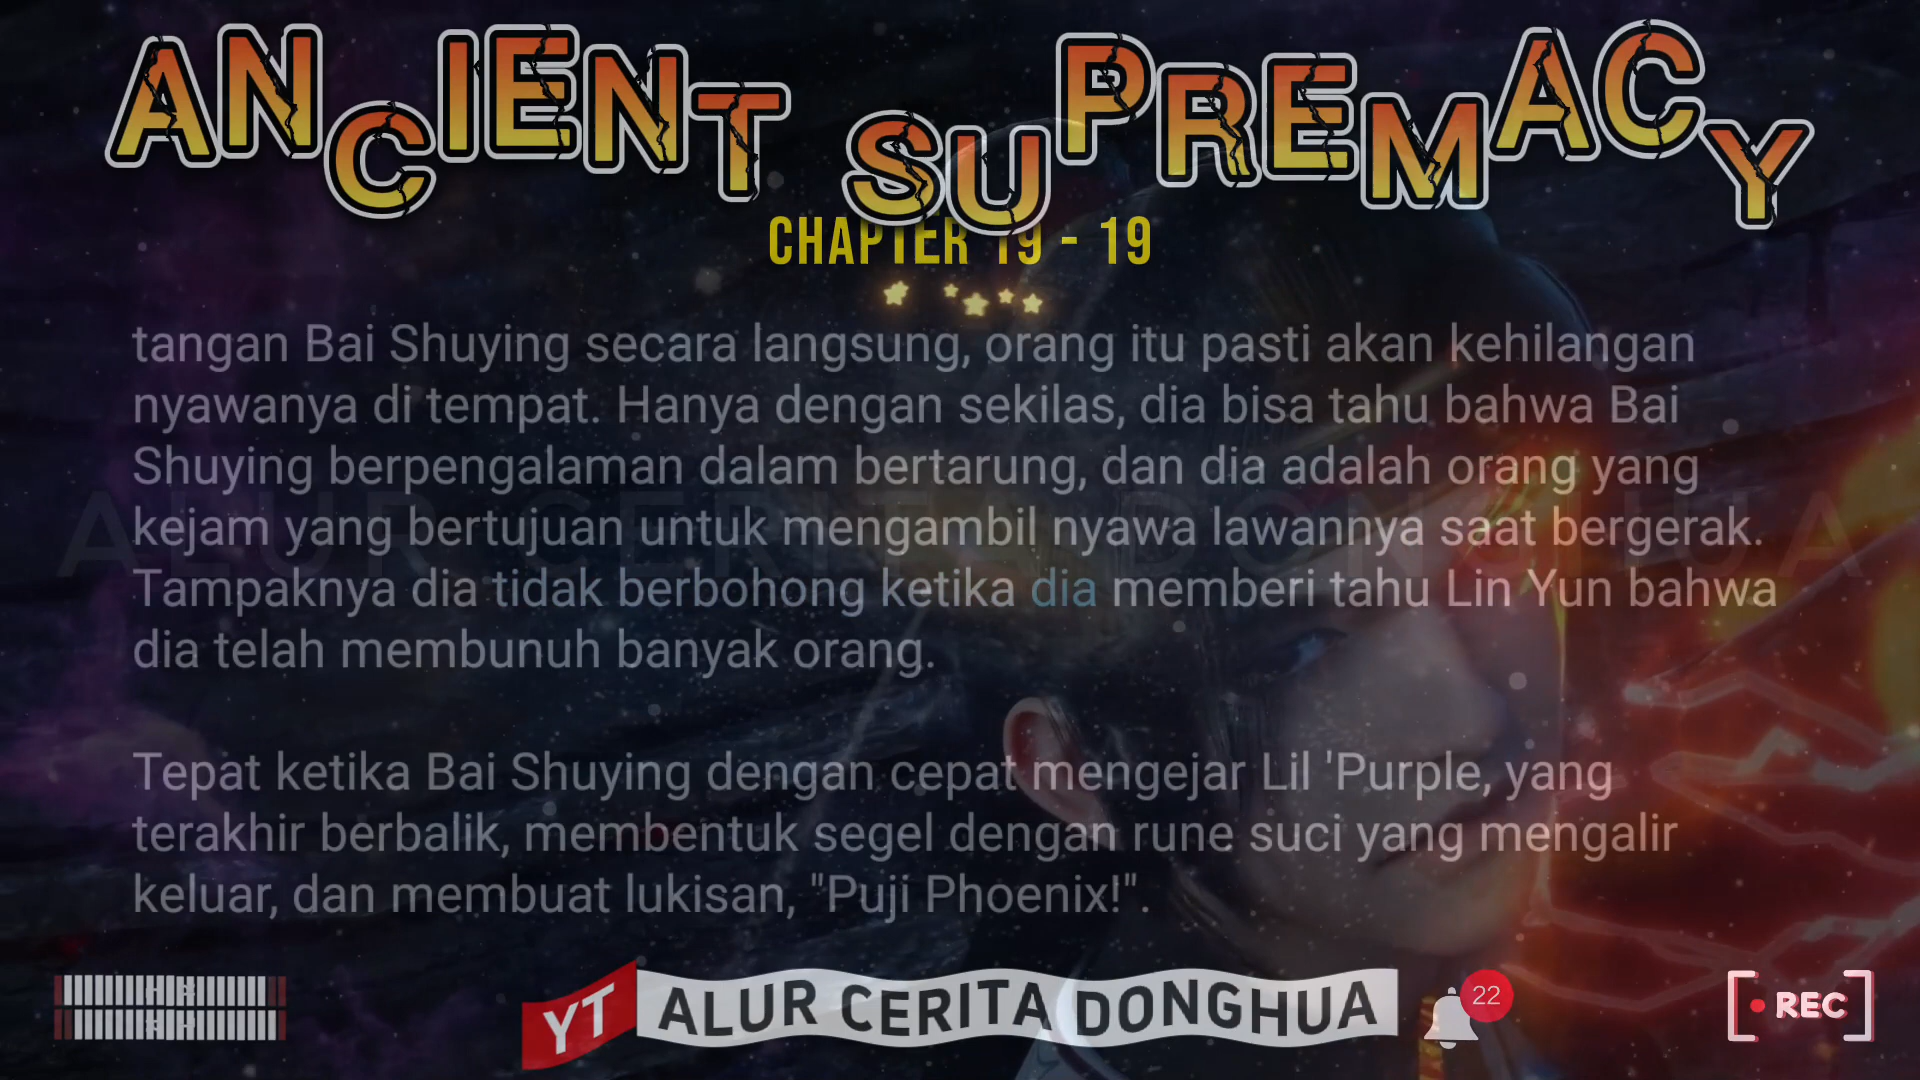 ANCIENT SUPREMACY
CHAPTER 19 - 19
tangan Bai Shuying secara langsung, orang itu pasti akan kehilangan
nyawanya di tempat. Hanya dengan sekilas, dia bisa tahu bahwa Bai
Shuying berpengalaman dalam bertarung, dan dia adalah orang yang
kejam yang bertujuan untuk mengambil nyawa lawannya saat bergerak.
Tampaknya dia tidak berbohong ketika dia memberi tahu Lin Yun bahwa
dia telah membunuh banyak orang.
Tepat ketika Bai Shuying dengan cepat mengejar Lil 'Purple, yang
terakhir berbalik, membentuk segel dengan rune suci yang mengalir
keluar, dan membuat lukisan, "Puji Phoenix!".
ALUR CERITA DONGHUA
YT ALUR CERITA DONGHUA
22
REC